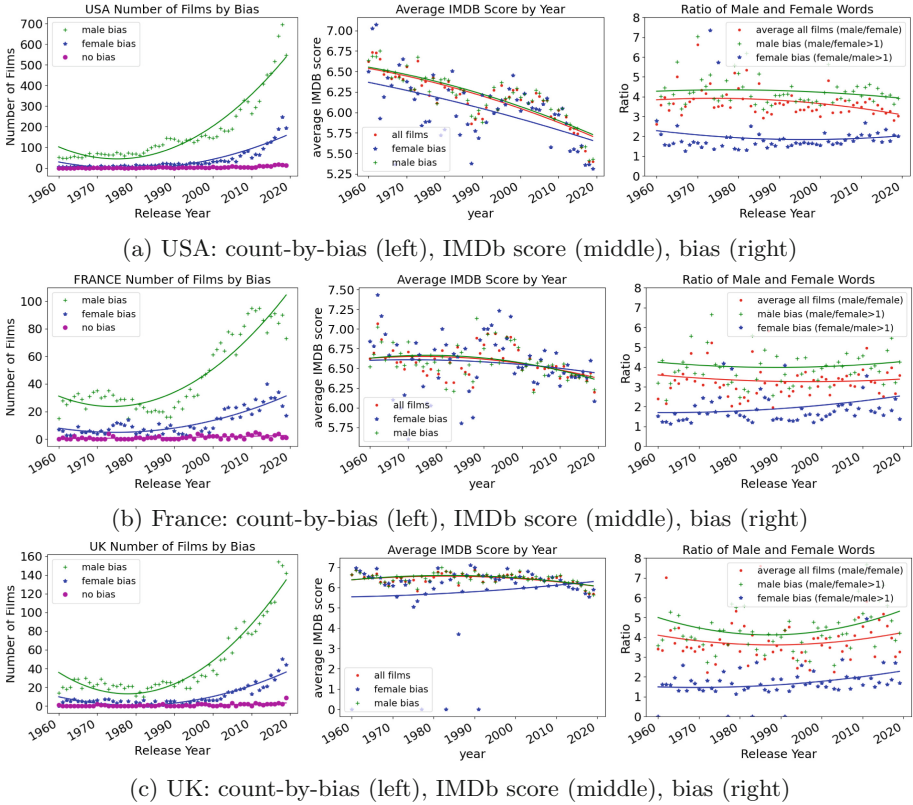 USA Number of Films by Bias
Number of Films
700
600
500
400
300
200
100
0
male bias
female bias
no bias
1960
1970
1980
1990
2000
2010
2020
Release Year
Average IMDB Score by Year
average IMDB score
7.00
6.75
6.50
6.25
6.00
5.75
5.50
5.25
all films
female bias
male bias
1960
1970
1980
1990
2000
2010
2020
year
Ratio of Male and Female Words
Ratio
8
7
6
5
4
3
2
1
0
average all films (male/female)
male bias (male/female>1)
female bias (female/male>1)
1960
1970
1980
1990
2000
2010
2020
Release Year
(a) USA: count-by-bias (left), IMDb score (middle), bias (right)
FRANCE Number of Films by Bias
Number of Films
100
80
60
40
20
0
male bias
female bias
no bias
1960
1970
1980
1990
2000
2010
2020
Release Year
Average IMDB Score by Year
average IMDB score
7.50
7.25
7.00
6.75
6.50
6.25
6.00
5.75
all films
female bias
male bias
1960
1970
1980
1990
2000
2010
2020
year
Ratio of Male and Female Words
Ratio
8
7
6
5
4
3
2
1
0
average all films (male/female)
male bias (male/female>1)
female bias (female/male>1)
1960
1970
1980
1990
2000
2010
2020
Release Year
(b) France: count-by-bias (left), IMDb score (middle), bias (right)
UK Number of Films by Bias
Number of Films
160
140
120
100
80
60
40
20
0
male bias
female bias
no bias
1960
1970
1980
1990
2000
2010
2020
Release Year
Average IMDB Score by Year
average IMDB score
7
6
5
4
3
2
1
0
all films
female bias
male bias
1960
1970
1980
1990
2000
2010
2020
year
Ratio of Male and Female Words
Ratio
8
7
6
5
4
3
2
1
0
average all films (male/female)
male bias (male/female>1)
female bias (female/male>1)
1960
1970
1980
1990
2000
2010
2020
Release Year
(c) UK: count-by-bias (left), IMDb score (middle), bias (right)